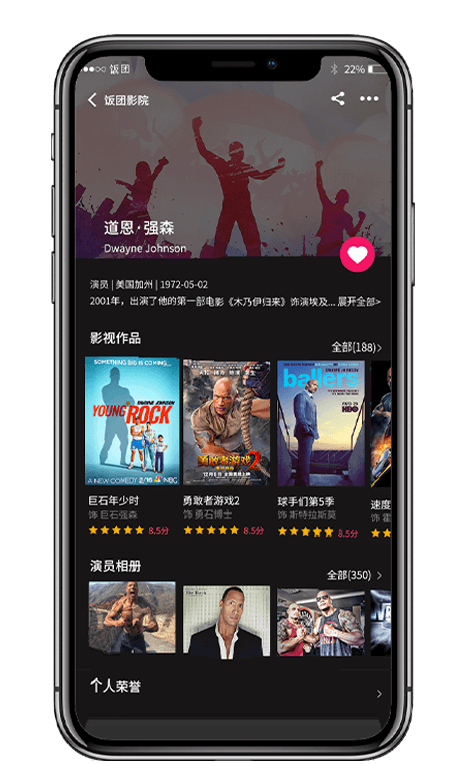 饭团
22%
饭团影院
道恩·强森
Dwayne Johnson
演员 | 美国加州 | 1972-05-02
2001年，出演了他的第一部电影《木乃伊归来》饰演埃及... 展开全部>
影视作品
全部(188)
SOMETHING BIG IS COMING...
DWAYNE JOHNSON
YOUNG ROCK
A NEW COMEDY 2/16 NBC
勇敢者游戏2
DWAYNE JOHNSON
ballers
HBO
巨石年少时
勇敢者游戏2
球手们第5季
速度
饰 巨石强森
饰 勇石博士
饰 斯特拉斯莫
饰 霍
8.5分
8.5分
8.5分
演员相册
全部(350)
个人荣誉